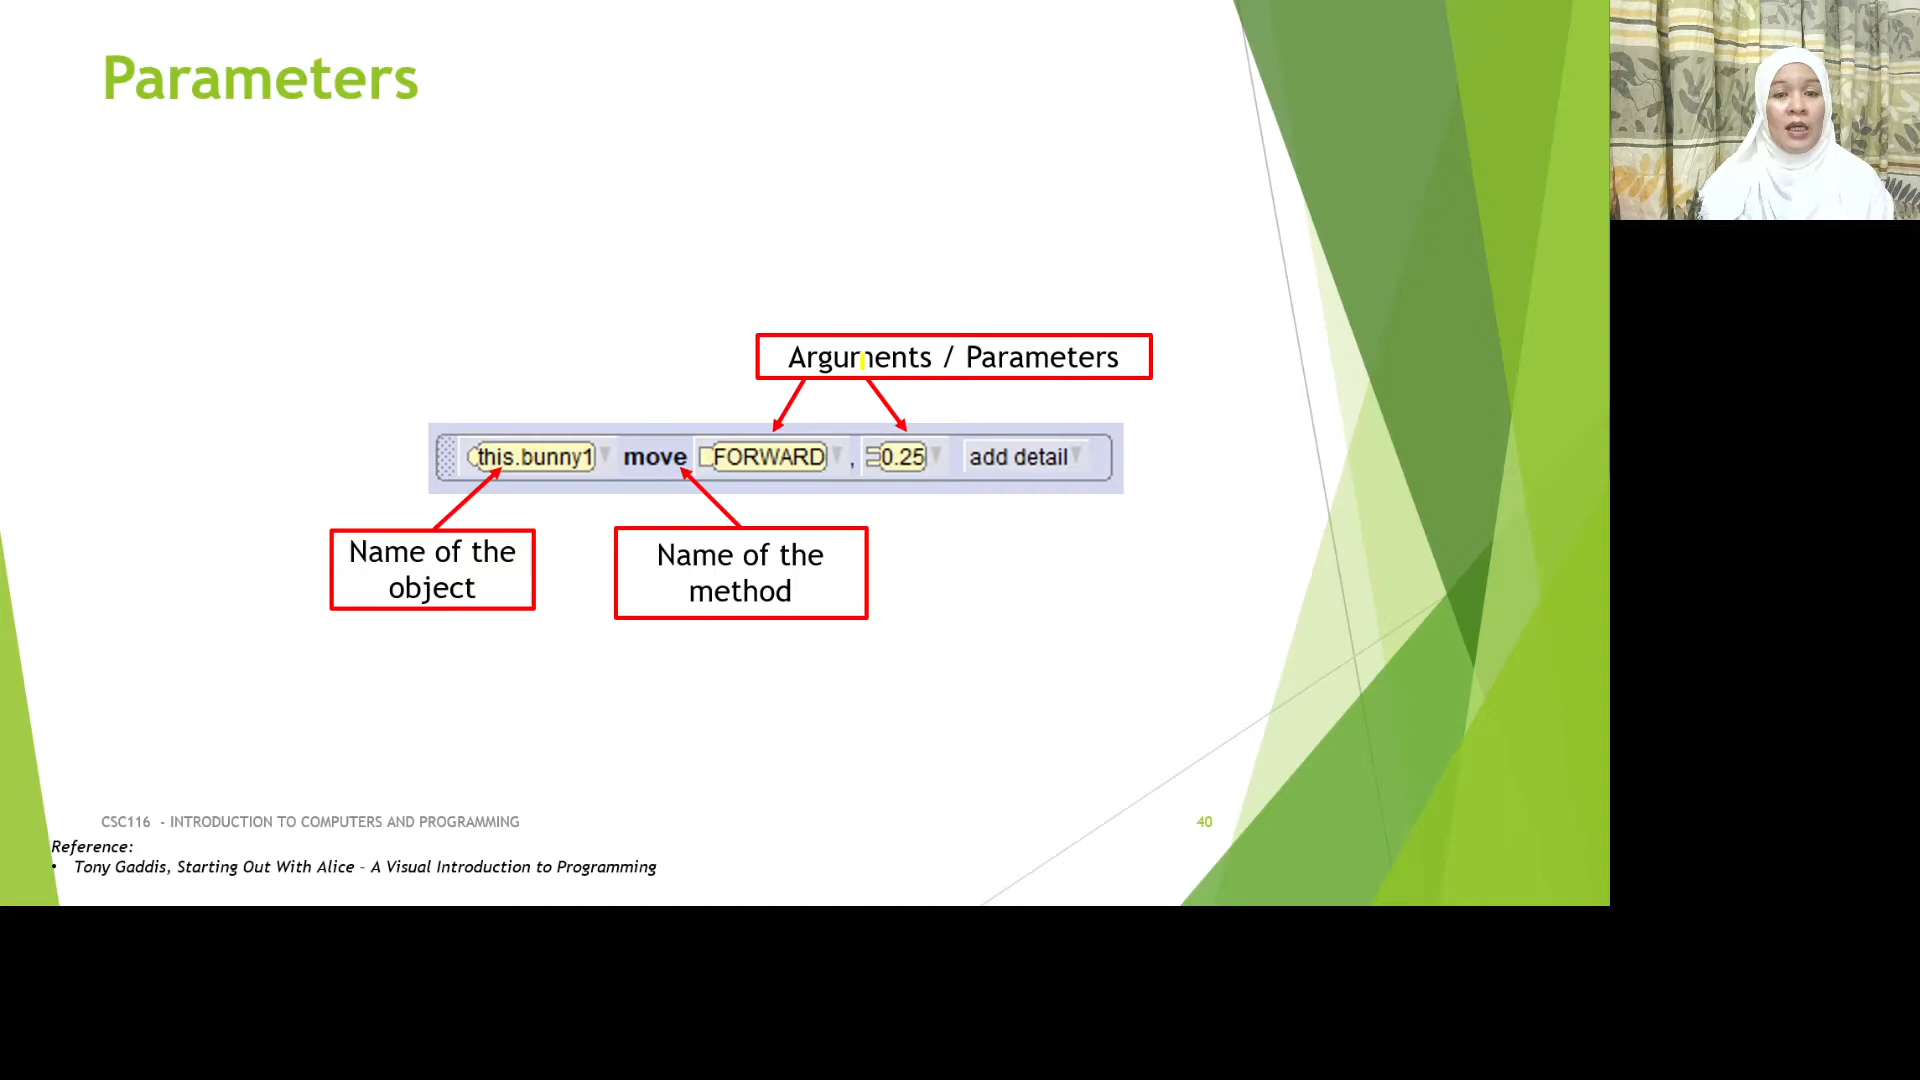 Parameters
Arguments / Parameters
this.bunny1 move FORWARD , 0.25 add detail
Name of the
object
Name of the
method
CSC116 - INTRODUCTION TO COMPUTERS AND PROGRAMMING
40
Reference:
• Tony Gaddis, Starting Out With Alice – A Visual Introduction to Programming